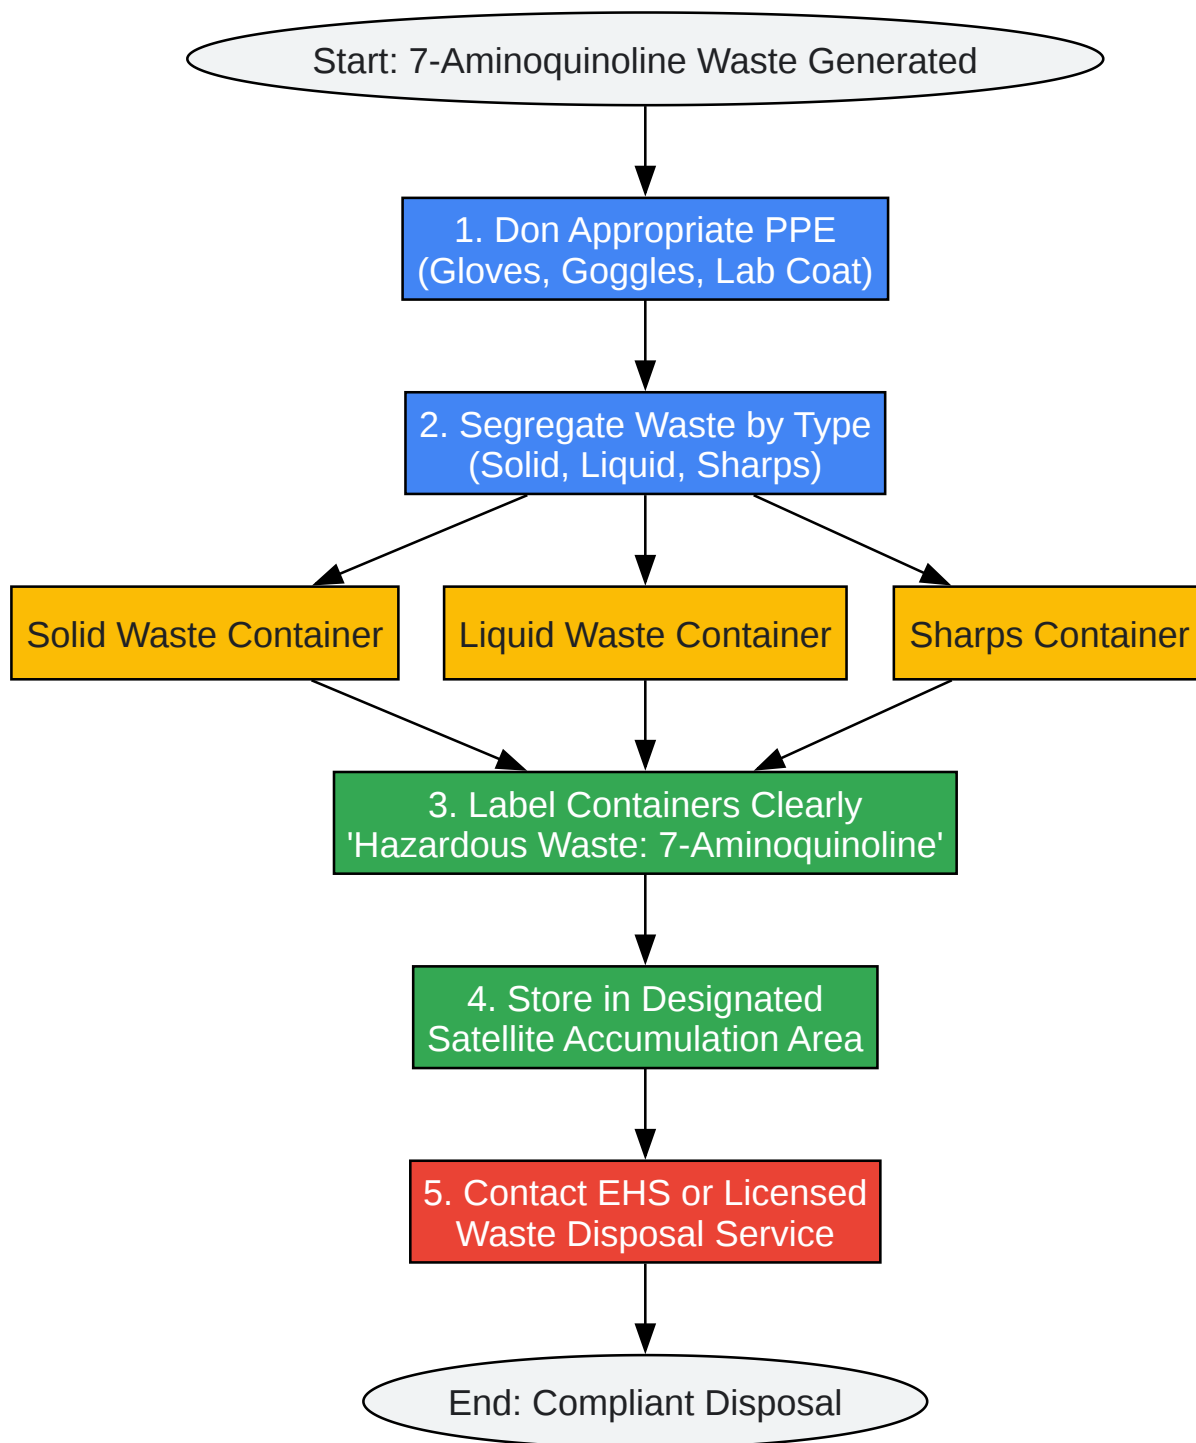 Start: 7-Aminoquinoline Waste Generated
1. Don Appropriate PPE
(Gloves, Goggles, Lab Coat)
2. Segregate Waste by Type
(Solid, Liquid, Sharps)
Solid Waste Container
Liquid Waste Container
Sharps Container
3. Label Containers Clearly
'Hazardous Waste: 7-Aminoquinoline'
4. Store in Designated
Satellite Accumulation Area
5. Contact EHS or Licensed
Waste Disposal Service
End: Compliant Disposal